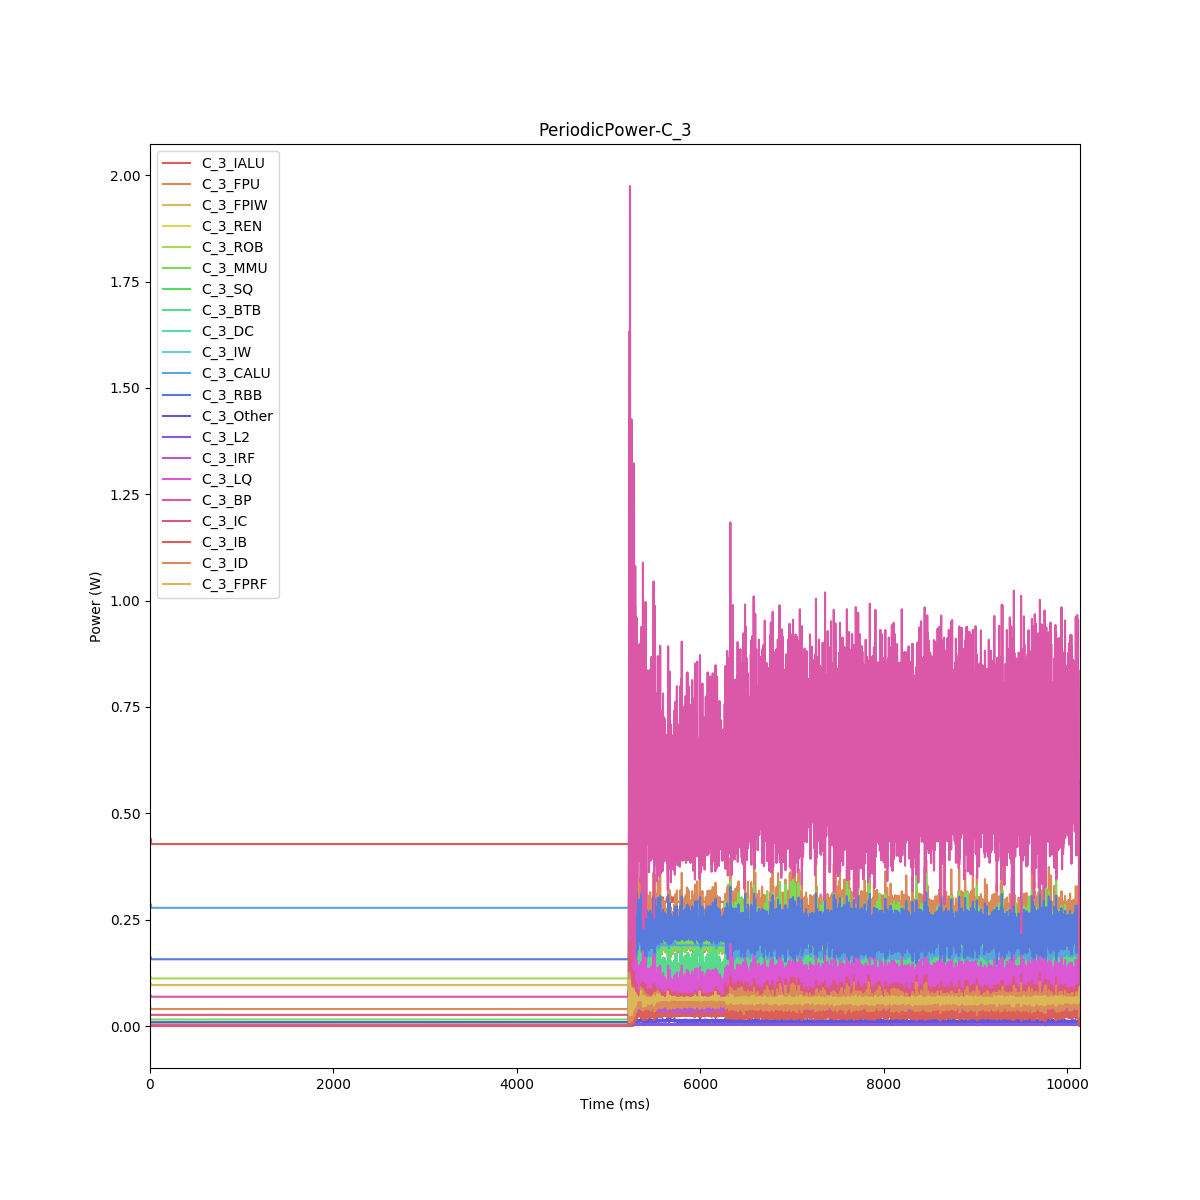 PeriodicPower-C_3
2.00
1.75
1.50
1.25
1.00
0.75
0.50
0.25
0.00
Power (W)
C_3_IALU
C_3_FPU
C_3_FPIW
C_3_REN
C_3_ROB
C_3_MMU
C_3_SQ
C_3_BTB
C_3_DC
C_3_IW
C_3_CALU
C_3_RBB
C_3_Other
C_3_L2
C_3_IRF
C_3_LQ
C_3_BP
C_3_IC
C_3_IB
C_3_ID
C_3_FPRF
0 2000 4000 6000 8000 10000
Time (ms)